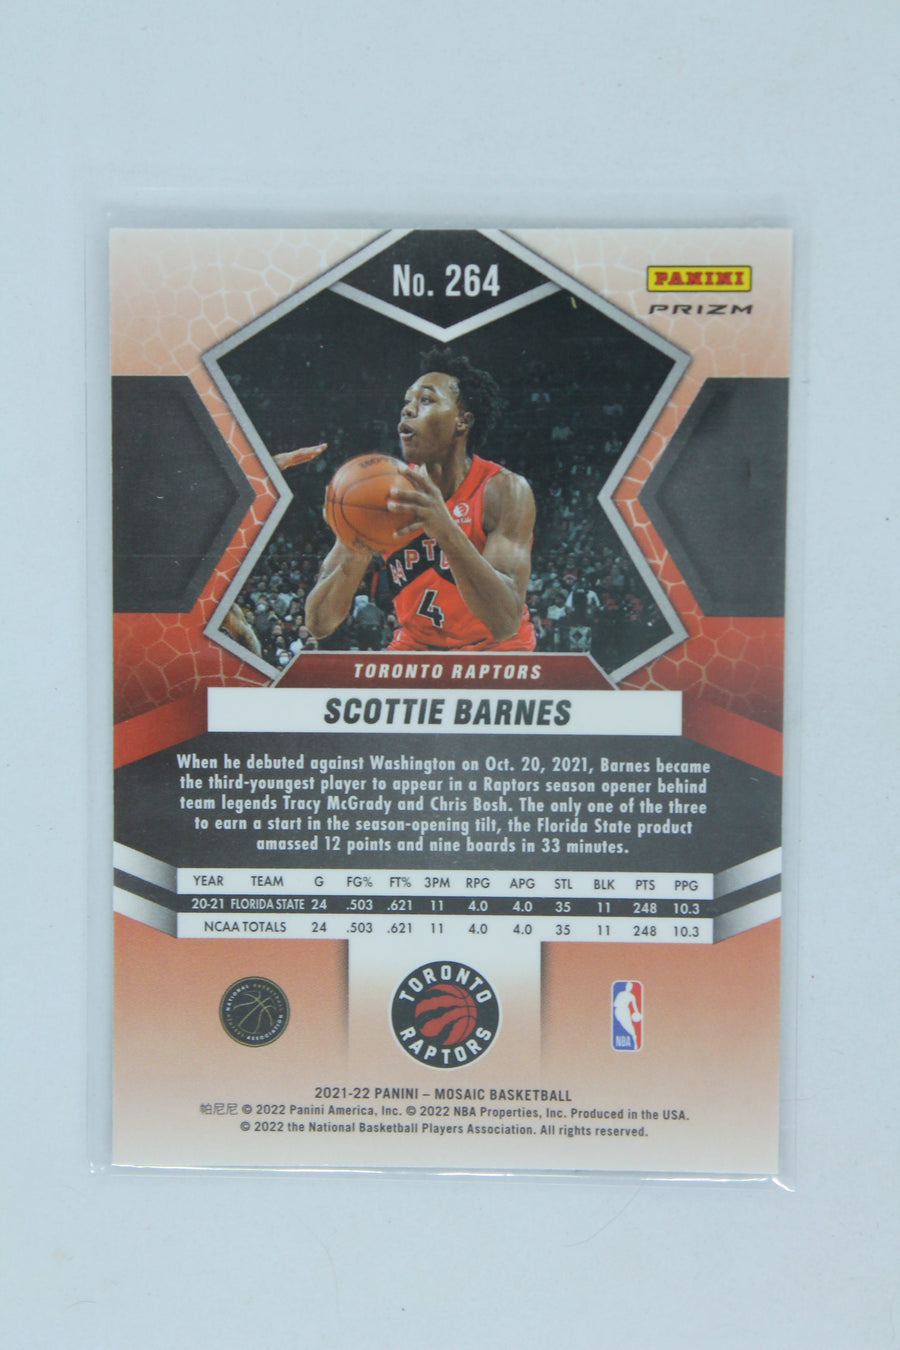 No. 264
PANINI
PRIZM
4
TORONTO RAPTORS
SCOTTIE BARNES
When he debuted against Washington on Oct. 20, 2021, Barnes became
the third-youngest player to appear in a Raptors season opener behind
team legends Tracy McGrady and Chris Bosh. The only one of the three
to earn a start in the season-opening tilt, the Florida State product
amassed 12 points and nine boards in 33 minutes.
YEAR TEAM G FG% FT% 3PM RPG APG STL BLK PTS PPG
20-21 FLORIDA STATE 24 .503 .621 11 4.0 4.0 35 11 248 10.3
NCAA TOTALS 24 .503 .621 11 4.0 4.0 35 11 248 10.3
NATIONAL BASKETBALL
PLAYERS ASSOCIATION
TORONTO
RAPTORS
NBA
2021-22 PANINI – MOSAIC BASKETBALL
帕尼尼 © 2022 Panini America, Inc. © 2022 NBA Properties, Inc. Produced in the USA.
© 2022 the National Basketball Players Association. All rights reserved.